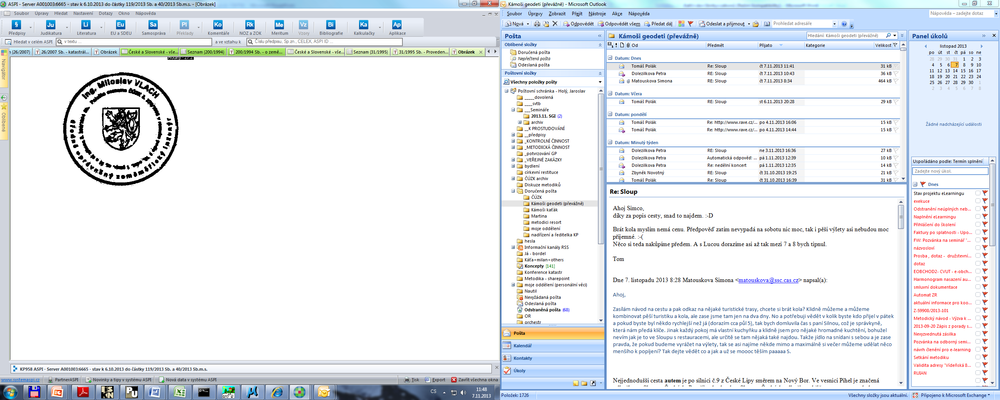 ASPI - Server A001003:6665 - stav k 6.10.2013 do částky 119/2013 Sb. a 40/2013 Sb.m.s. - [Obrázek]
Soubor Úpravy Hledat Nastavení Dotazy Okno Nápověda
§ Ju Li Eu Sa Pl Ko Rk Me Vz Bi Ka Ap
Předpisy Judikatura Literatura EU a SDEU Samospráva Překlady Komentáře NOZ a ZOK Meritum Vzory Bibliografie Kalkulačky Aplikace
Hledat v celém ASPI v textu ... a ve vztahu k Číslu předpisu, Sp.zn., CELEX, ASPI ID ...
{26/2007} 26/2007 Sb. - katastrál... Obrázek České a Slovenské - vše... Seznam {200/1994} 200/1994 Sb. - o země... České a Slovenské - vše... Seznam {31/1995} 31/1995 Sb. - Proveden... Obrázek
Navigátor
Oblíbené
Ing. Miloslav VLACH
úředně oprávněný zeměměřický inženýr
KP958 ASPI - Server A001003:6665 - stav k 6.10.2013 do částky 119/2013 Sb. a 40/2013 Sb.m.s.
www.systemaspi.cz PartnerASPI Novinky a tipy v systému ASPI Nová data v systému ASPI Tisk Export Zavřít všechna okna
CS 11:48
7.11.2013
Kámoši geodeti (převážně) - Microsoft Outlook
Soubor Úpravy Zobrazit Přejít Nástroje Akce Nápověda
Nápověda – zadejte dotaz
Nová Odpovědět Odpovědět všem Předat dál Odeslat a přijmout Prohledat adresáře
Pošta
Oblíbené složky
Doručená pošta
Nepřečtená pošta
Odeslaná pošta
Poštovní složky
Všechny položky pošty
Poštovní schránka - Holý, Jaroslav
_____dovolená
____svtb
___Semináře
2013.11. SGI (2)
archiv
__K PROSTUDOVÁNÍ
__předpisy
_KONTROLNÍ ČINNOST
_METODICKÁ ČINNOST
_potvrzování GP
_VEŘEJNÉ ZAKÁZKY
bydlení
církevní restituce
ČÚZK archiv
Diskuze metodiků
Doručená pošta
ČÚZK
Kámoši geodeti (převážně)
Kámoši katák
Martina
metodici resort
moje oddělení
nadřízení a ředitelka KP
hesla
Informační kanály RSS
Já - bordel
Káťa+milan+others
Koncepty [141]
Konference katastr
Metodika - sharepoint
moje oddělení (personální věci)
Nautil
Nevyžádaná pošta
Odeslaná pošta
Odstraněná pošta (68)
OR
orchestr
Pošta
Kalendář
Kontakty
Úkoly
Položek: 1726
Kámoši geodeti (převážně)
Hledání: Kámoši geodeti (převážně)
Od Předmět Přijato Kategorie Velikost
Datum: Dnes
Tomáš Polák Re: Sloup čt 7.11.2013 11:41 31 kB
Dolezilkova Petra RE: Sloup čt 7.11.2013 10:43 36 kB
Matouskova Simona RE: Sloup čt 7.11.2013 8:34 464 kB
Datum: Včera
Tomáš Polák RE: Sloup st 6.11.2013 20:28 29 kB
Datum: pondělí
Tomáš Polák Re: http://www.rave.cz/... po 4.11.2013 16:06 15 kB
Tomáš Polák Re: http://www.rave.cz/... po 4.11.2013 14:44 15 kB
Datum: Minulý týden
Dolezilkova Petra RE: Sloup ne 3.11.2013 16:36 27 kB
Dolezilkova Petra Automatická odpověď: ... pá 1.11.2013 12:39 10 kB
Dolezilkova Petra Re: nedělní koncert pá 1.11.2013 12:35 14 kB
Zbyněk Novotný RE: Sloup čt 31.10.2013 19:25 21 kB
Tomáš Polák Re: Sloup čt 31.10.2013 16:39 31 kB
Re: Sloup
Ahoj Simco,
díky za popis cesty, snad to najdem. :-D
Brát kola myslím nemá cenu. Předpověď zatím nevypadá na sobotu nic moc, tak i pěší výlety asi nebudou moc
příjemné. :-(
Něco si teda nakůpíme předem. A s Lucou dorazíme asi až tak mezi 7 a 8 bych tipnul.
Tom
Dne 7. listopadu 2013 8:28 Matouskova Simona <matouskova@ssc.cas.cz> napsal(a):
Ahoj,
Zasílám návod na cestu a pak odkaz na nějaké turistické trasy, chcete si brát kola? Klidně můžeme a můžeme
kombinovat pěší turistiku a kola, ale zase jsme tam jen na dva dny. No a potřebuji vědět v kolik byste kdo přijel v pátek
a pokud byste byl někdo rychlejší než já (dorazím cca půl 5), tak bych domluvila čas s paní Silnou, což je správkyně,
která nám předá klíče. Jinak každý pokoj má vlastní kuchyňku a klidně jsem pro nějaké hromadné kuchtění, bohužel
nevím jak je to ve Sloupu s restauracemi, ale určitě se tam nějaká také najdou. Takže jídlo na snídani s sebou a je zase
pravda, že pokud budeme vyrážet na výlety, tak se asi najíme někde mimo a maximálně si večer můžeme udělat něco
menšího k popíjení? Tak dejte vědět co a jak a už se moooc těším paaaaa S.
Nejjednodušší cesta autem je po silnici č.9 z České Lípy směrem na Nový Bor. Ve vesnicí Pihel je značená
Panel úkolů
listopad 2013
po út st čt pá so ne
28 29 30 31 1 2 3
4 5 6 7 8 9 10
11 12 13 14 15 16 17
18 19 20 21 22 23 24
25 26 27 28 29 30 1
2 3 4 5 6 7 8
Žádné nadcházející události
Uspořádáno podle: Termín splnění
Zadejte nový úkol.
Dnes
Stav projektu eLearningu
exekuce
Odstranění neúplných neb...
Naplnění eLearningu
Přihlášení do školení
Faktury po splatnosti - Upo...
FW: Pozvánka na seminář "...
názvosloví
Prosba , dotaz - družstevní...
dotaz
EOBCHOD2- CVUT - e-obch...
Harmonogram nasazení au...
smluvní dokumentace
Automat ZR
aktuální informace pro koo...
Z-59908/2013-101
Metodický návod - Výzva k ...
2013-09-20 Zápis z porady s...
Nevyzvednutá zásilka
Pozvánka na odborný semi...
návrh členění pro e-learning
Setkání metodiku
Validita adresy "Vídeňská 8...
RUIAN
Všechny složky jsou aktuální. Připojeno k Microsoft Exchange